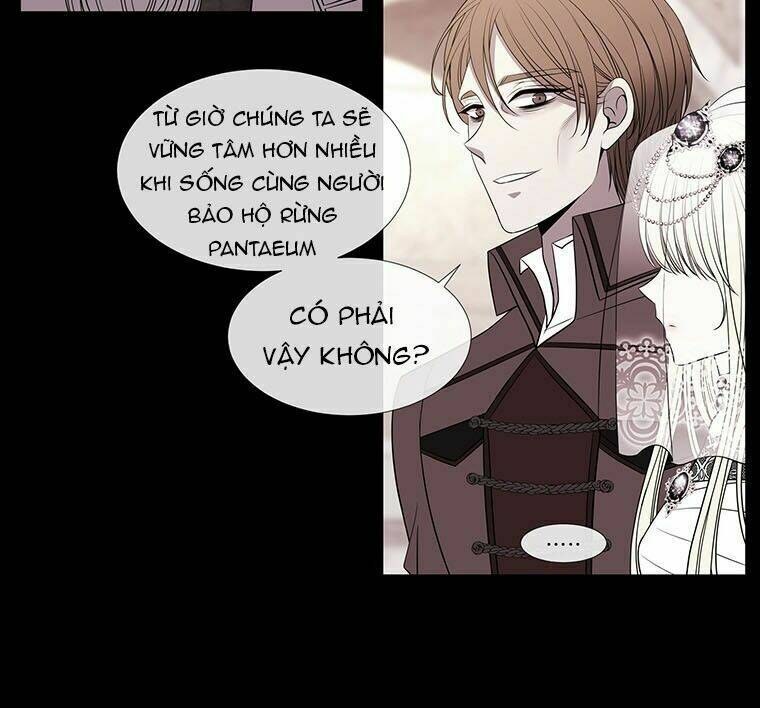 TỪ GIỜ CHÚNG TA SẼ
VỮNG TÂM HƠN NHIỀU
KHI SỐNG CÙNG NGƯỜI
BẢO HỘ RỪNG
PANTAEUM
CÓ PHẢI
VẬY KHÔNG?
.....